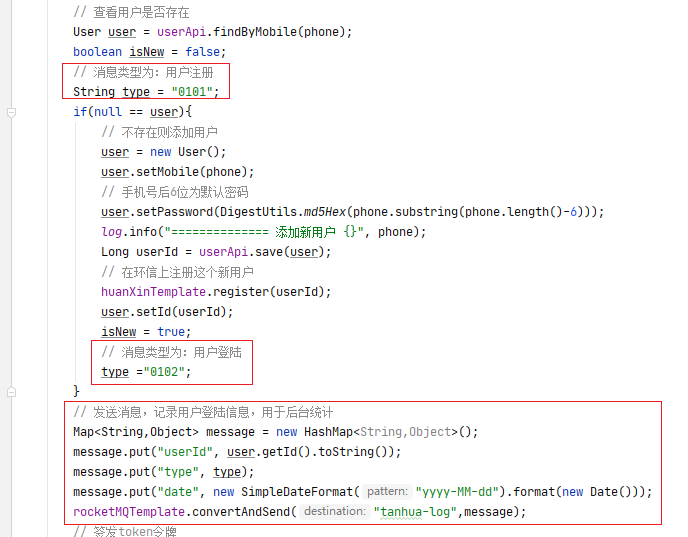 // 查看用户是否存在
User user = userApi.findByMobile(phone);
boolean isNew = false;
// 消息类型为: 用户注册
String type = "0101";
if(null == user){
// 不存在则添加用户
user = new User();
user.setMobile(phone);
// 手机号后6位为默认密码
user.setPassword(DigestUtils.md5Hex(phone.substring(phone.length()-6)));
log.info("============== 添加新用户 {}", phone);
Long userId = userApi.save(user);
// 在环信上注册这个新用户
huanXinTemplate.register(userId);
user.setId(userId);
isNew = true;
// 消息类型为: 用户登陆
type ="0102";
}
// 发送消息，记录用户登陆信息，用于后台统计
Map<String,Object> message = new HashMap<String,Object>();
message.put("userId", user.getId().toString());
message.put("type", type);
message.put("date", new SimpleDateFormat( pattern: "yyyy-MM-dd").format(new Date()));
rocketMQTemplate.convertAndSend( destination: "tanhua-log",message);
// 签发token令牌